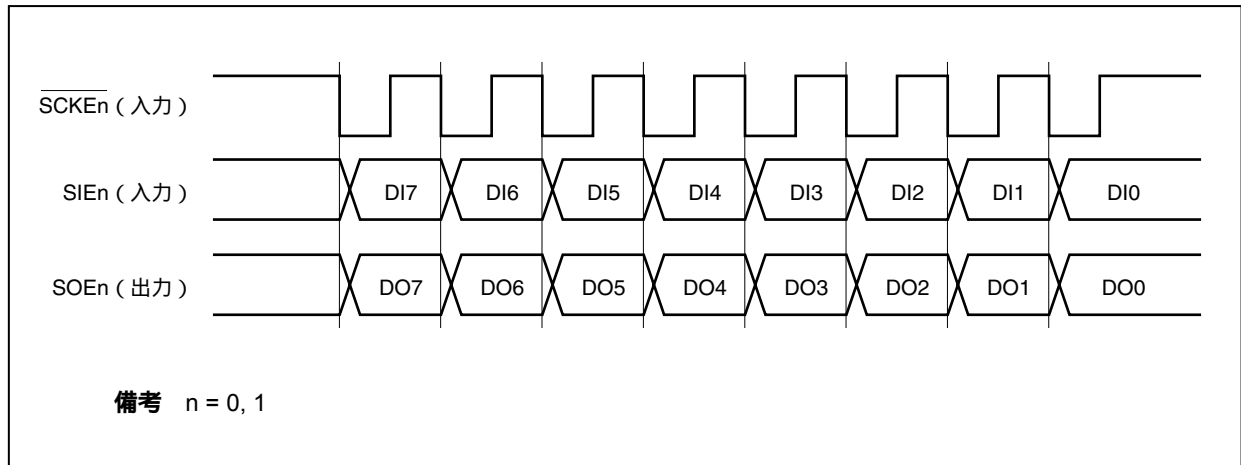 SCKEn（入力）
SIEn（入力） DI7 DI6 DI5 DI4 DI3 DI2 DI1 DI0
SOEn（出力） DO7 DO6 DO5 DO4 DO3 DO2 DO1 DO0
備考 n = 0, 1